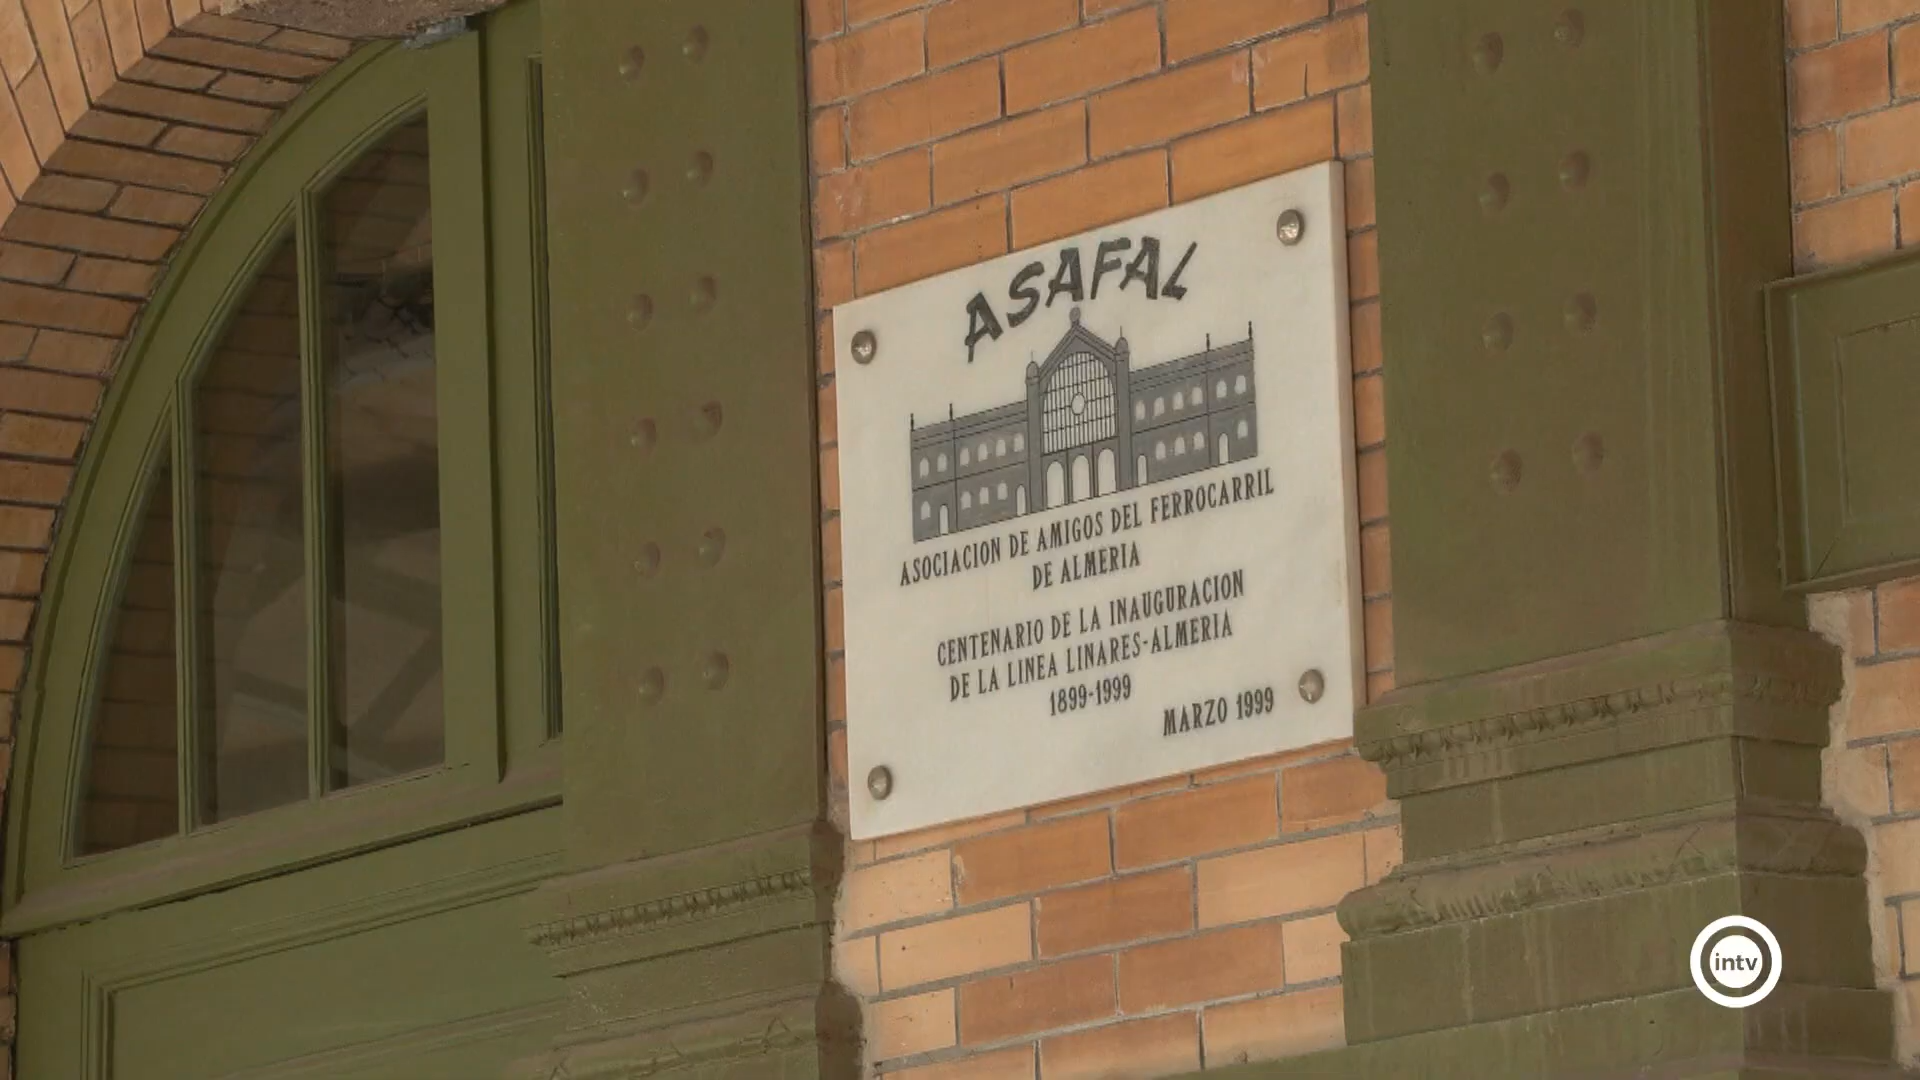 ASAFAL
ASOCIACION DE AMIGOS DEL FERROCARRIL
DE ALMERIA
CENTENARIO DE LA INAUGURACION
DE LA LINEA LINARES-ALMERIA
1899-1999
MARZO 1999
intv